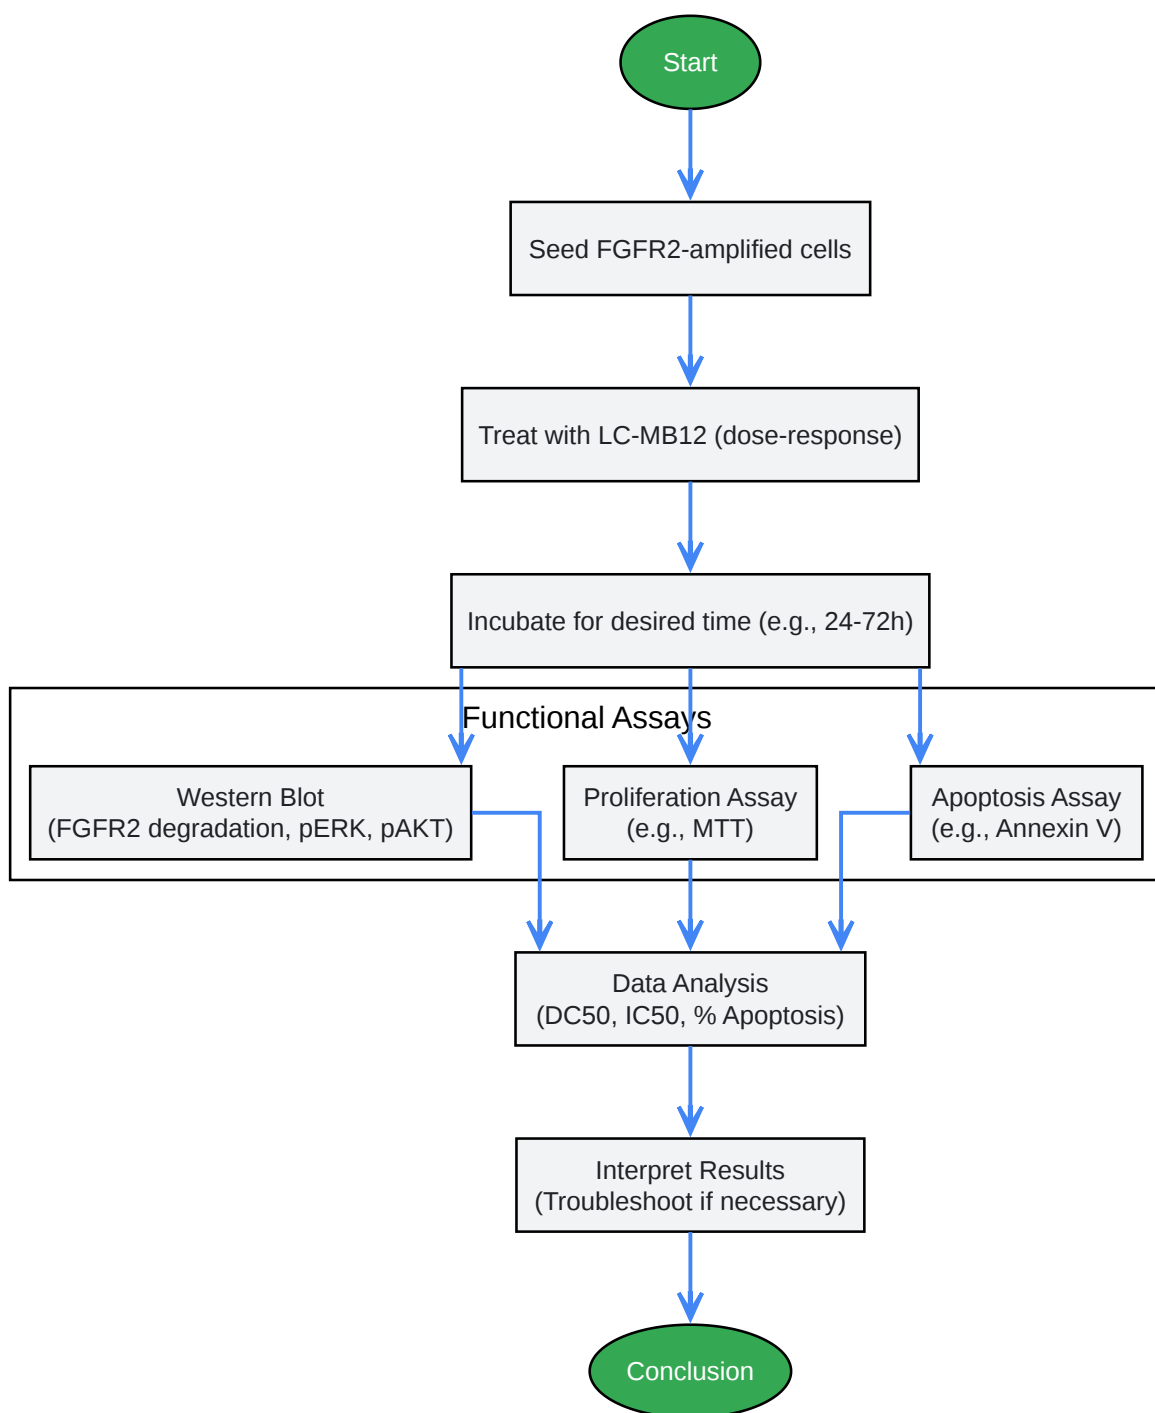 Start
Seed FGFR2-amplified cells
Treat with LC-MB12 (dose-response)
Incubate for desired time (e.g., 24-72h)
Functional Assays
Western Blot
(FGFR2 degradation, pERK, pAKT)
Proliferation Assay
(e.g., MTT)
Apoptosis Assay
(e.g., Annexin V)
Data Analysis
(DC50, IC50, % Apoptosis)
Interpret Results
(Troubleshoot if necessary)
Conclusion